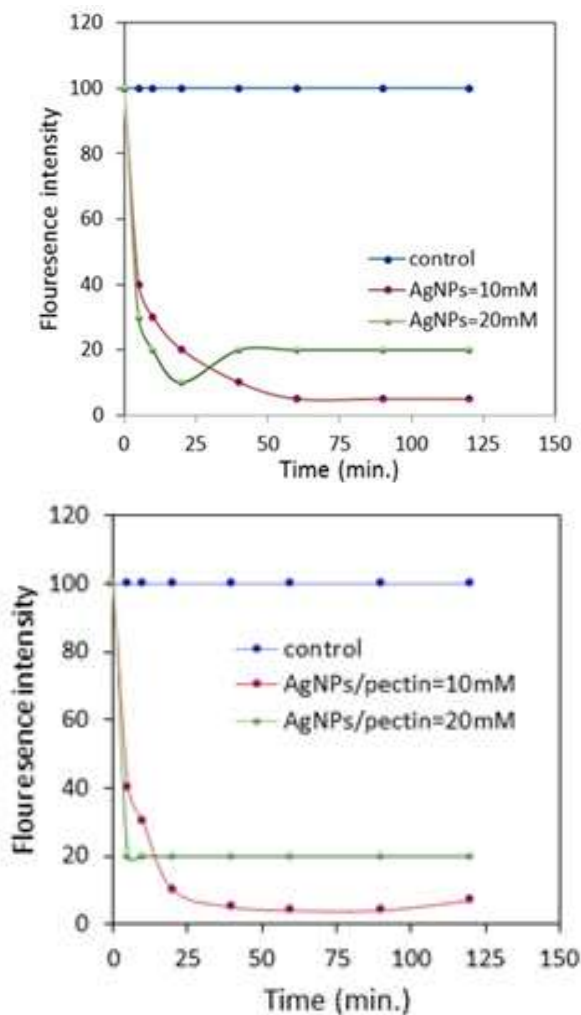 120
100
80
60
40
20
0
Flouresence intensity
control
AgNPs=10mM
AgNPs=20mM
0 25 50 75 100 125 150
Time (min.)
120
100
80
60
40
20
0
Flouresence intensity
control
AgNPs/pectin=10mM
AgNPs/pectin=20mM
0 25 50 75 100 125 150
Time (min.)